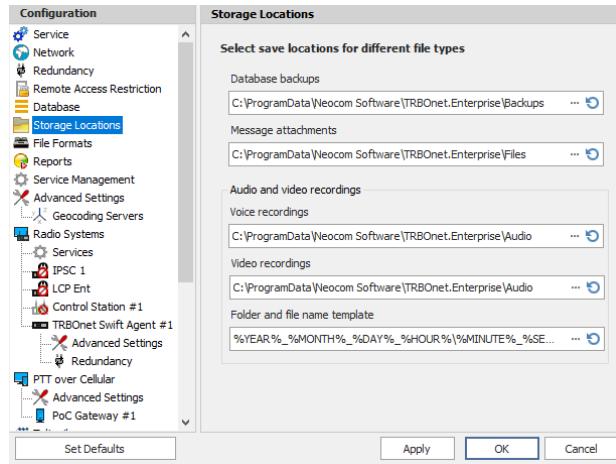 Configuration
Service
Network
Redundancy
Remote Access Restriction
Database
Storage Locations
File Formats
Reports
Service Management
Advanced Settings
Geocoding Servers
Radio Systems
Services
IPSC 1
LCP Ent
Control Station #1
TRBOnet Swift Agent #1
Advanced Settings
Redundancy
PTT over Cellular
Advanced Settings
PoC Gateway #1
Set Defaults
Storage Locations
Select save locations for different file types
Database backups
C:\ProgramData\Neocom Software\TRBOnet.Enterprise\Backups ...
Message attachments
C:\ProgramData\Neocom Software\TRBOnet.Enterprise\Files ...
Audio and video recordings
Voice recordings
C:\ProgramData\Neocom Software\TRBOnet.Enterprise\Audio ...
Video recordings
C:\ProgramData\Neocom Software\TRBOnet.Enterprise\Audio ...
Folder and file name template
%YEAR%_%MONTH%_%DAY%_%HOUR%\%MINUTE%_%SE... ...
Apply
OK
Cancel